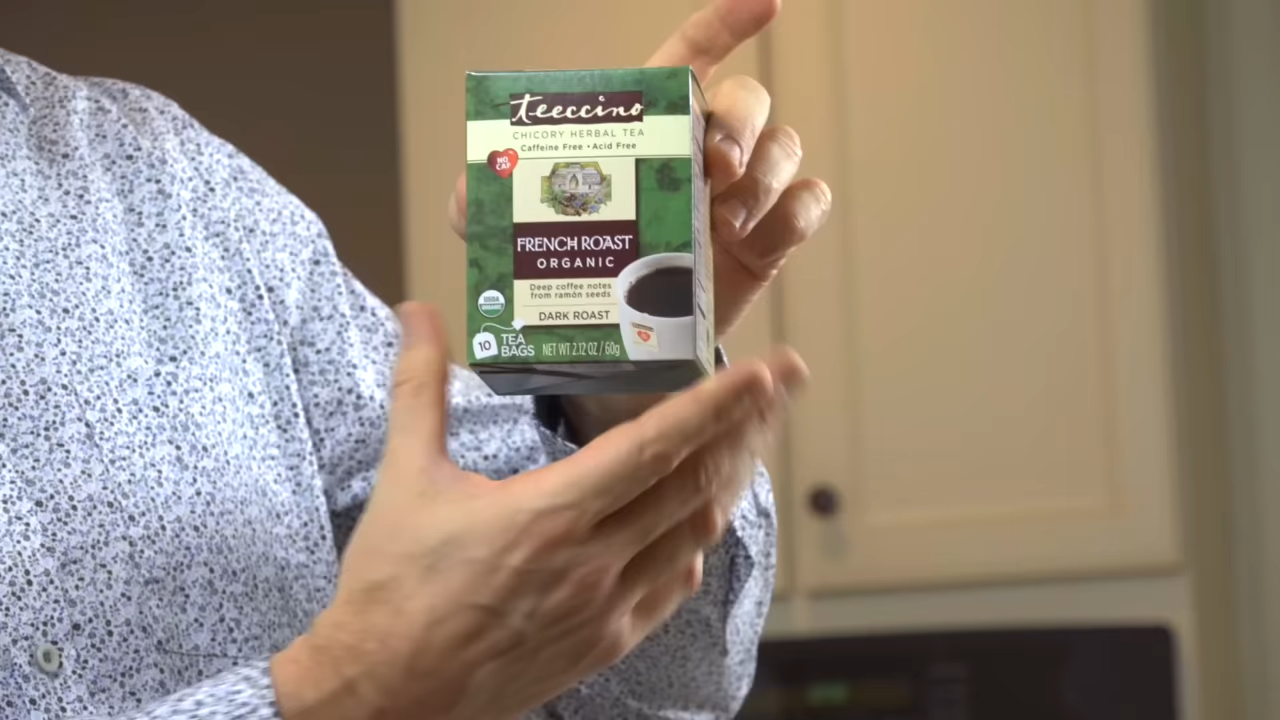 teeccino
CHICORY HERBAL TEA
Caffeine Free • Acid Free
NO
CAF
FRENCH ROAST
ORGANIC
Deep coffee notes
from ramón seeds
USDA
ORGANIC
DARK ROAST
10 TEA
BAGS
NET WT 2.12 OZ / 60g